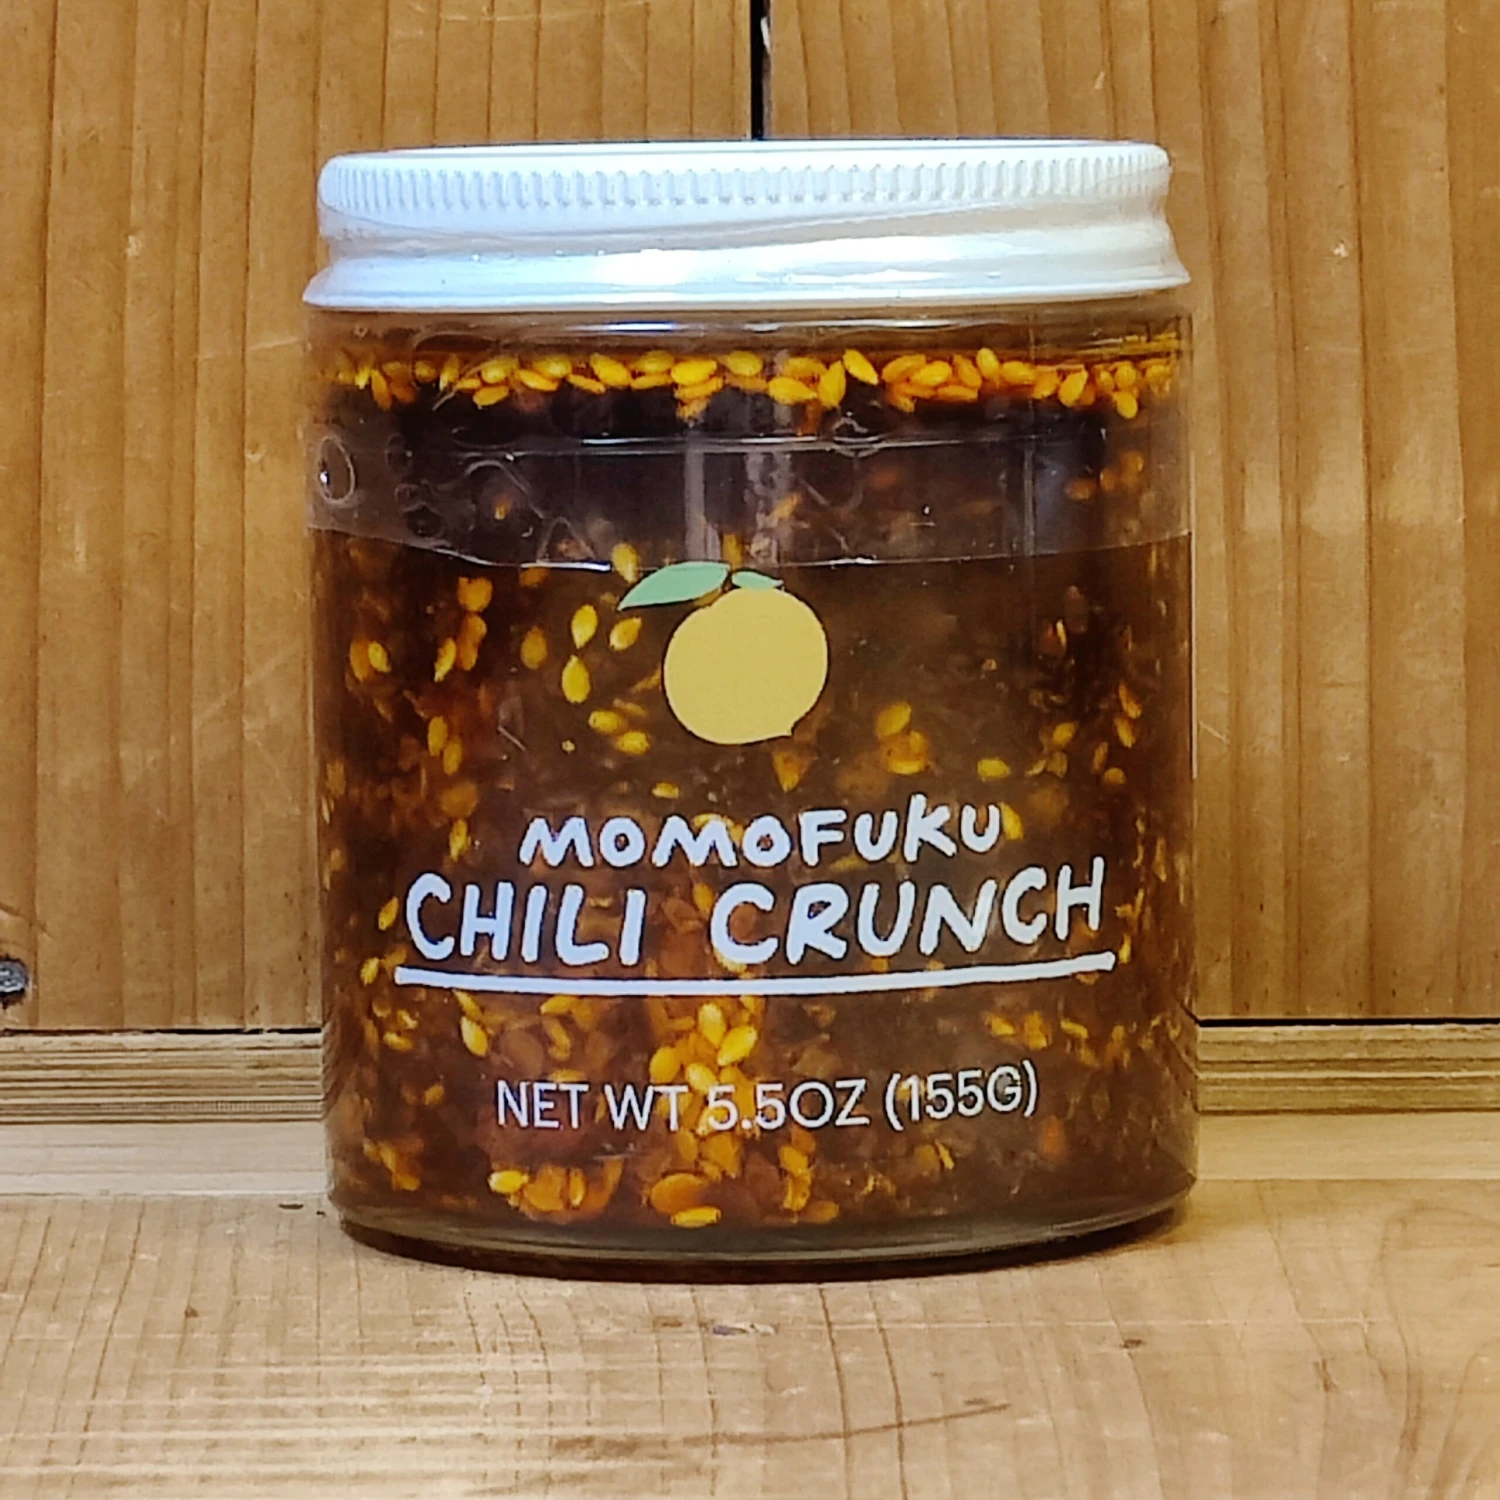 MOMOFUKU
CHILI CRUNCH
NET WT 5.5OZ (155G)